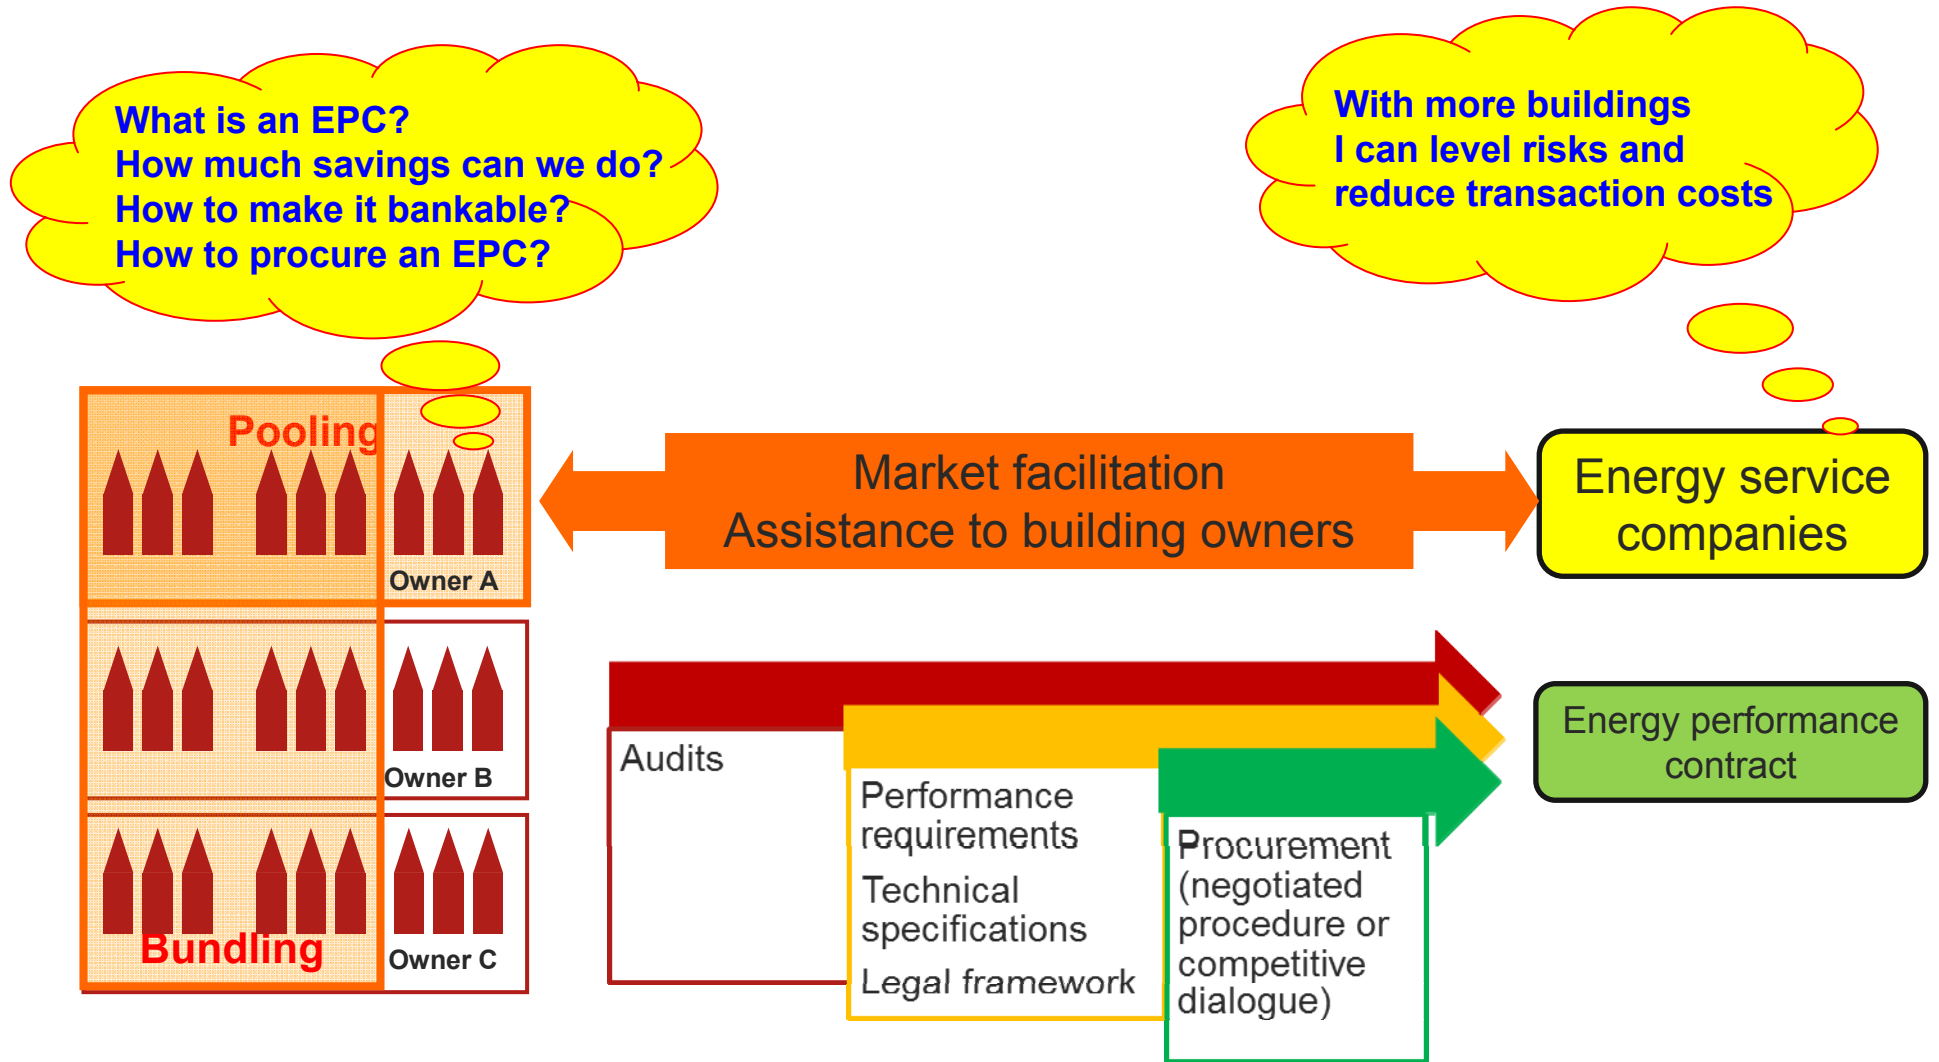 What is an EPC?
How much savings can we do?
How to make it bankable?
How to procure an EPC?
With more buildings
I can level risks and
reduce transaction costs
Pooling
Owner A
Market facilitation
Assistance to building owners
Energy service
companies
Owner B
Bundling
Owner C
Audits
Performance
requirements
Technical
specifications
Legal framework
Procurement
(negotiated
procedure or
competitive
dialogue)
Energy performance
contract